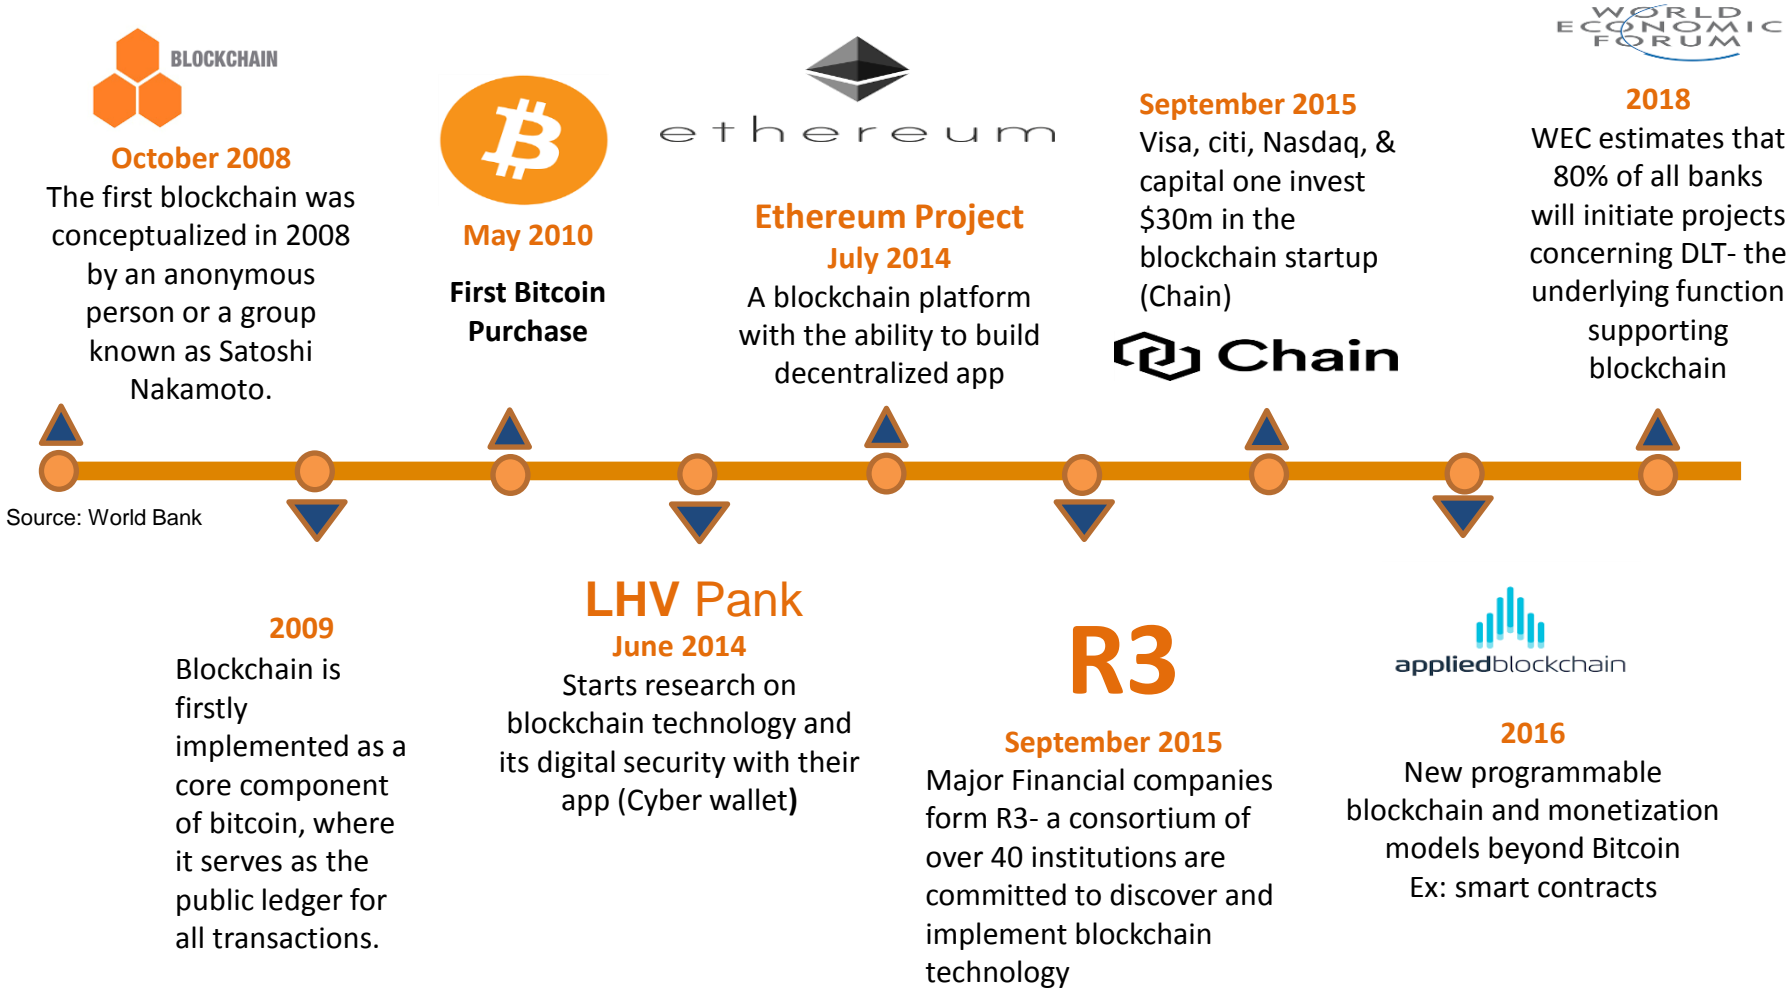 BLOCKCHAIN
October 2008
The first blockchain was
conceptualized in 2008
by an anonymous
person or a group
known as Satoshi
Nakamoto.
May 2010
First Bitcoin
Purchase
ethereum
Ethereum Project
July 2014
A blockchain platform
with the ability to build
decentralized app
September 2015
Visa, citi, Nasdaq, &
capital one invest
$30m in the
blockchain startup
(Chain)
Chain
WORLD
ECONOMIC
FORUM
2018
WEC estimates that
80% of all banks
will initiate projects
concerning DLT- the
underlying function
supporting
blockchain
Source: World Bank
2009
Blockchain is
firstly
implemented as a
core component
of bitcoin, where
it serves as the
public ledger for
all transactions.
LHV Pank
June 2014
Starts research on
blockchain technology and
its digital security with their
app (Cyber wallet)
R3
September 2015
Major Financial companies
form R3- a consortium of
over 40 institutions are
committed to discover and
implement blockchain
technology
appliedblockchain
2016
New programmable
blockchain and monetization
models beyond Bitcoin
Ex: smart contracts